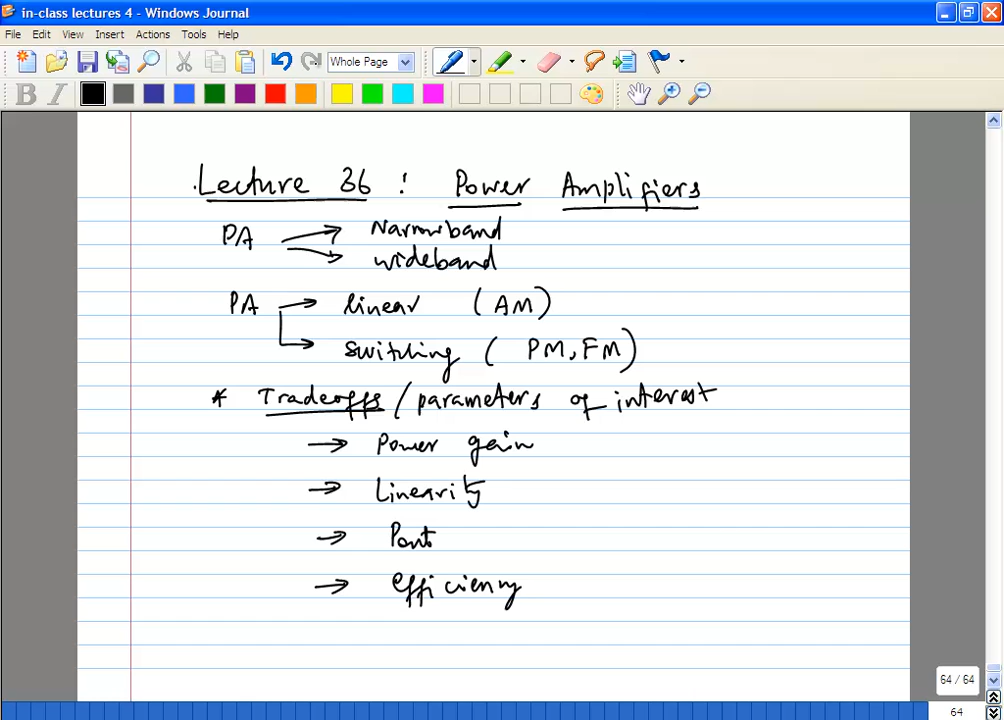 in-class lectures 4 - Windows Journal
File Edit View Insert Actions Tools Help
Whole Page
B I
Lecture 36 : Power Amplifiers
PA → Narrowband
→ wideband
PA → linear (AM)
→ switching (PM, FM)
* Tradeoffs / parameters of interest
→ Power gain
→ Linearity
→ Pout
→ efficiency
64 / 64
64